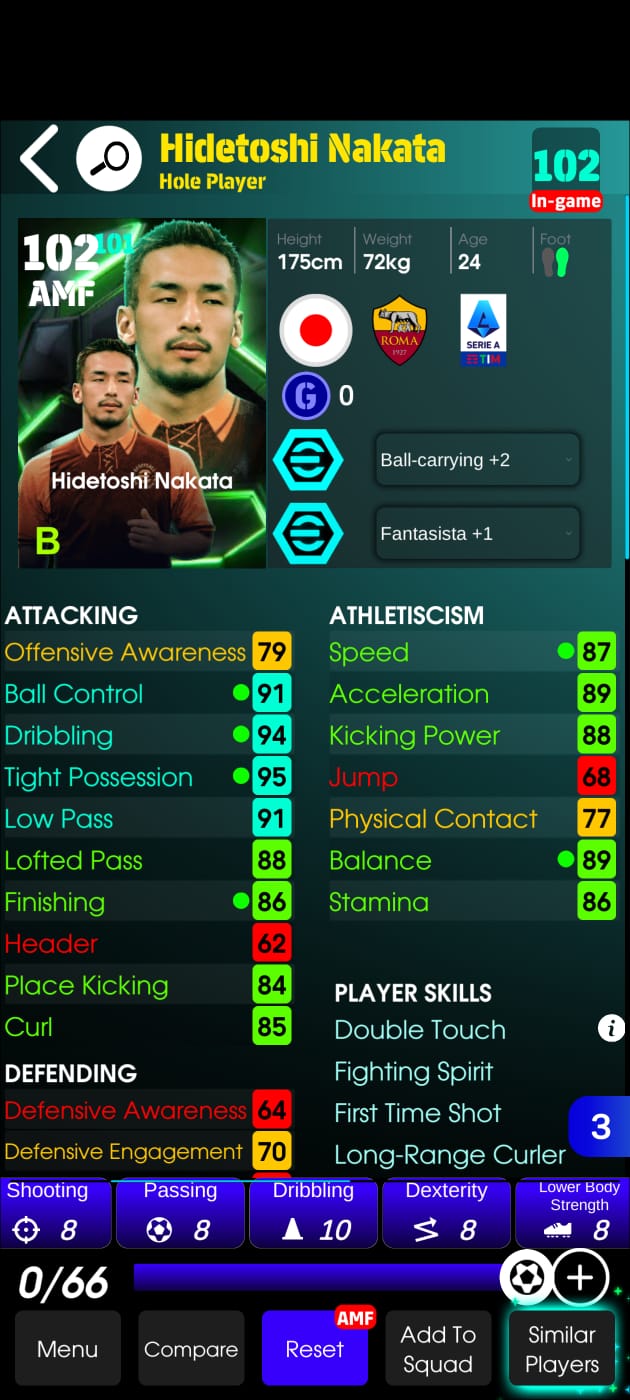 Hidetoshi Nakata
Hole Player
102
In-game
102 101
AMF
Hidetoshi Nakata
B
Height Weight Age Foot
175cm 72kg 24
ROMA
1927
SERIE A
TIM
G 0
Ball-carrying +2
Fantasista +1
ATTACKING
Offensive Awareness 79
Ball Control 91
Dribbling 94
Tight Possession 95
Low Pass 91
Lofted Pass 88
Finishing 86
Header 62
Place Kicking 84
Curl 85
DEFENDING
Defensive Awareness 64
Defensive Engagement 70
ATHLETISCISM
Speed 87
Acceleration 89
Kicking Power 88
Jump 68
Physical Contact 77
Balance 89
Stamina 86
PLAYER SKILLS
Double Touch
i
Fighting Spirit
First Time Shot
Long-Range Curler
3
Shooting 8
Passing 8
Dribbling 10
Dexterity 8
Lower Body
Strength 8
0/66
Menu
Compare
AMF
Reset
Add To
Squad
Similar
Players